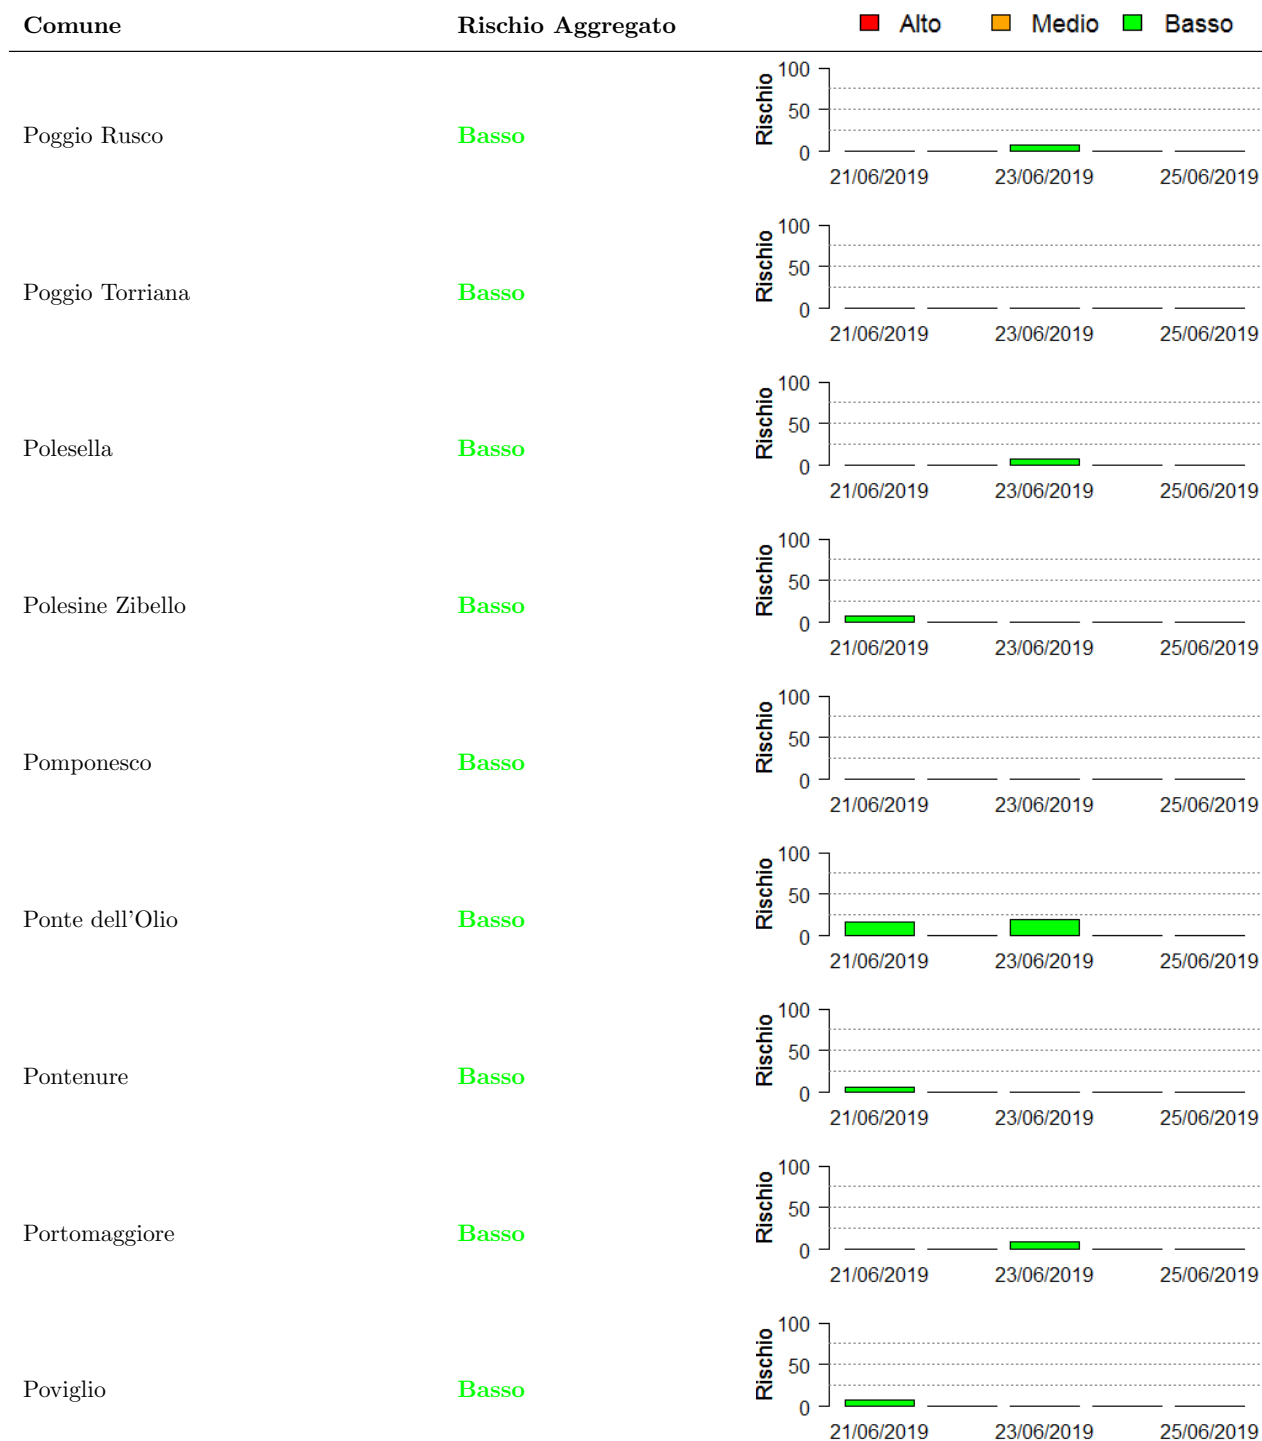 Comune Rischio Aggregato Alto Medio Basso
Poggio Rusco Basso Rischio 100 50 0
21/06/2019 23/06/2019 25/06/2019
Poggio Torriana Basso Rischio 100 50 0
21/06/2019 23/06/2019 25/06/2019
Polesella Basso Rischio 100 50 0
21/06/2019 23/06/2019 25/06/2019
Polesine Zibello Basso Rischio 100 50 0
21/06/2019 23/06/2019 25/06/2019
Pomponesco Basso Rischio 100 50 0
21/06/2019 23/06/2019 25/06/2019
Ponte dell'Olio Basso Rischio 100 50 0
21/06/2019 23/06/2019 25/06/2019
Pontenure Basso Rischio 100 50 0
21/06/2019 23/06/2019 25/06/2019
Portomaggiore Basso Rischio 100 50 0
21/06/2019 23/06/2019 25/06/2019
Poviglio Basso Rischio 100 50 0
21/06/2019 23/06/2019 25/06/2019